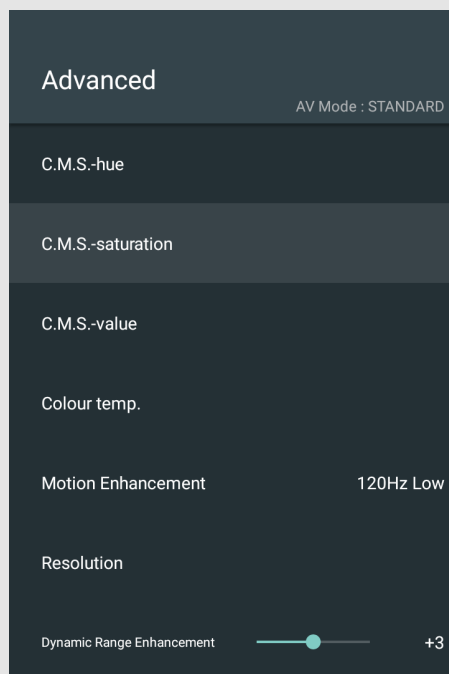 Advanced
AV Mode : STANDARD
C.M.S.-hue
C.M.S.-saturation
C.M.S.-value
Colour temp.
Motion Enhancement 120Hz Low
Resolution
Dynamic Range Enhancement +3